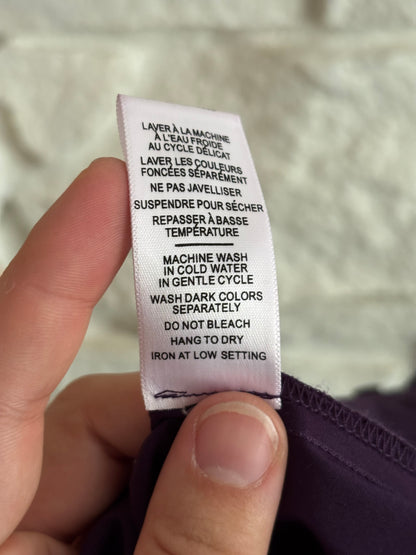 LAVER À LA MACHINE
À L'EAU FROIDE
AU CYCLE DÉLICAT
LAVER LES COULEURS
FONCÉES SÉPARÉMENT
NE PAS JAVELLISER
SUSPENDRE POUR SÉCHER
REPASSER À BASSE
TEMPÉRATURE
MACHINE WASH
IN COLD WATER
IN GENTLE CYCLE
WASH DARK COLORS
SEPARATELY
DO NOT BLEACH
HANG TO DRY
IRON AT LOW SETTING